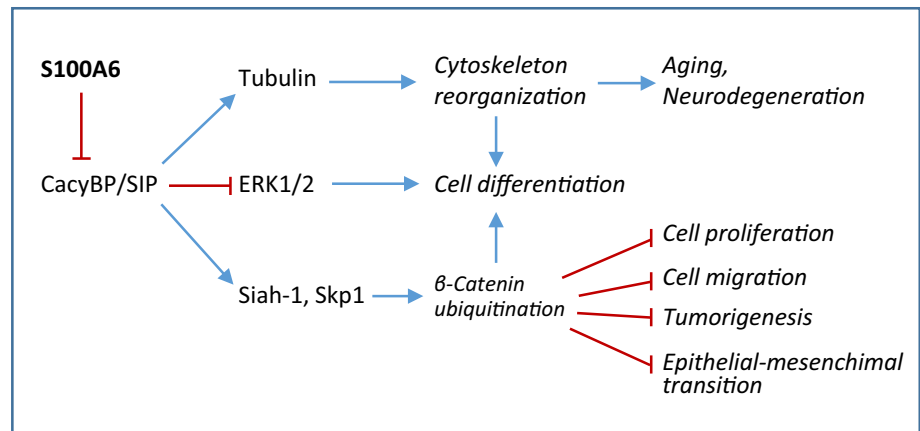 S100A6
Tubulin
Cytoskeleton
reorganization
Aging,
Neurodegeneration
CacyBP/SIP
ERK1/2
Cell differentiation
Siah-1, Skp1
β-Catenin
ubiquitination
Cell proliferation
Cell migration
Tumorigenesis
Epithelial-mesenchimal
transition